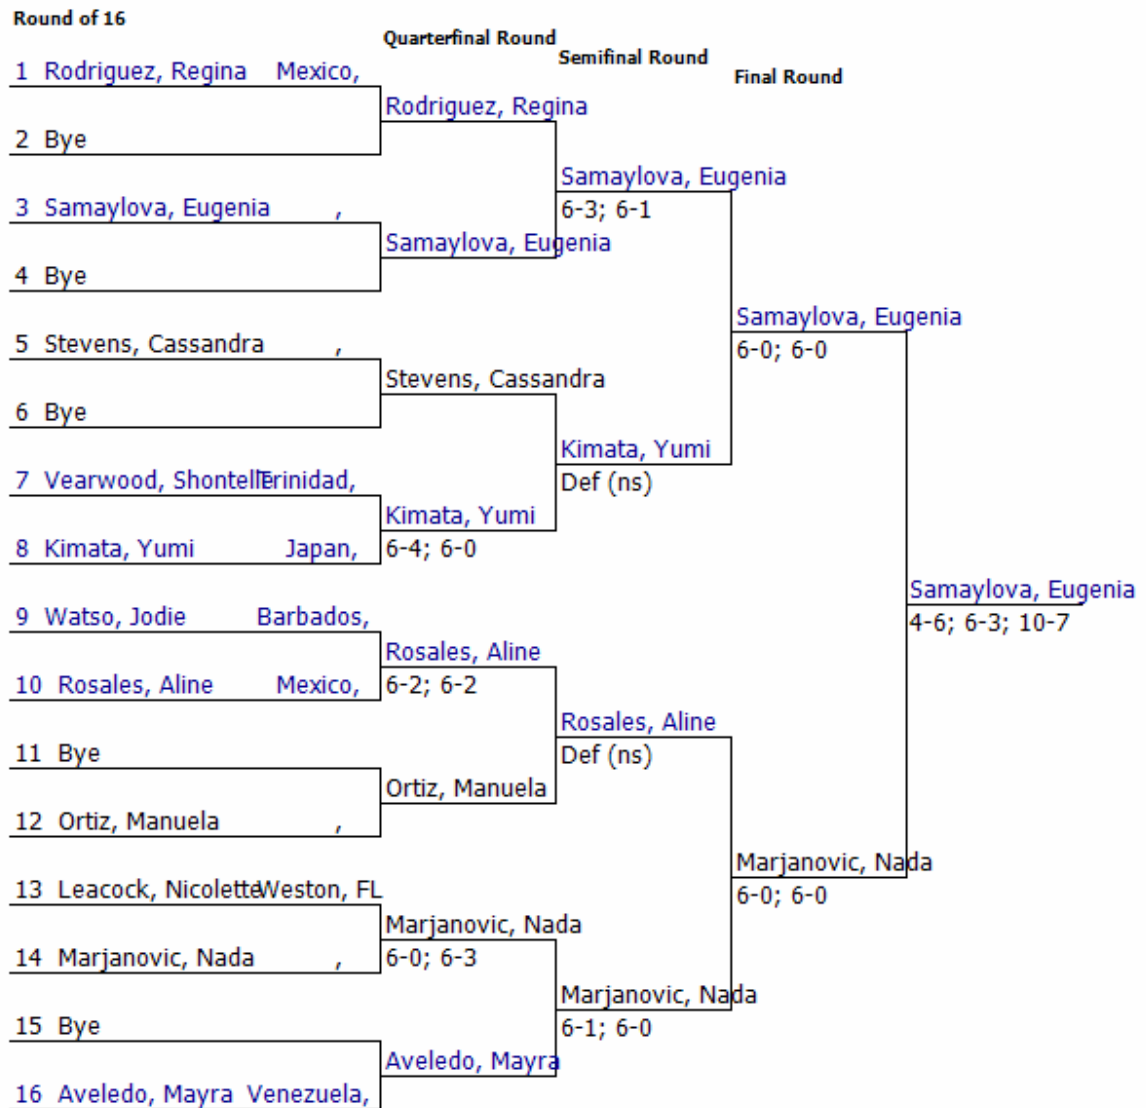 Round of 16
Quarterfinal Round
Semifinal Round
Final Round
1 Rodriguez, Regina Mexico,
Rodriguez, Regina
2 Bye
Samaylova, Eugenia
3 Samaylova, Eugenia ,
6-3; 6-1
Samaylova, Eugenia
4 Bye
Samaylova, Eugenia
5 Stevens, Cassandra ,
6-0; 6-0
Stevens, Cassandra
6 Bye
Kimata, Yumi
7 Vearwood, Shontelle Trinidad,
Def (ns)
Kimata, Yumi
8 Kimata, Yumi Japan,
6-4; 6-0
Samaylova, Eugenia
9 Watso, Jodie Barbados,
4-6; 6-3; 10-7
Rosales, Aline
10 Rosales, Aline Mexico,
6-2; 6-2
Rosales, Aline
11 Bye
Def (ns)
Ortiz, Manuela
12 Ortiz, Manuela ,
Marjanovic, Nada
13 Leacock, Nicolette Weston, FL
6-0; 6-0
Marjanovic, Nada
14 Marjanovic, Nada ,
6-0; 6-3
Marjanovic, Nada
15 Bye
6-1; 6-0
Aveledo, Mayra
16 Aveledo, Mayra Venezuela,